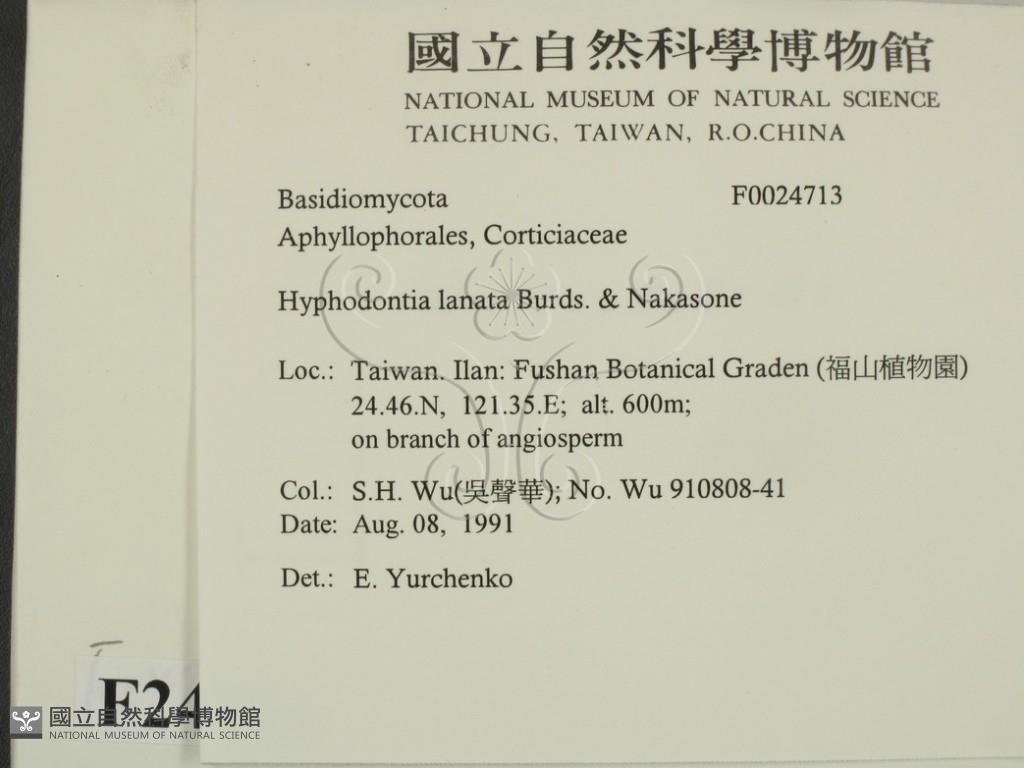 國立自然科學博物館
NATIONAL MUSEUM OF NATURAL SCIENCE
TAICHUNG, TAIWAN, R.O.CHINA
Basidiomycota F0024713
Aphyllophorales, Corticiaceae
Hyphodontia lanata Burds. & Nakasone
Loc.: Taiwan. Ilan: Fushan Botanical Graden (福山植物園)
24.46.N, 121.35.E; alt. 600m;
on branch of angiosperm
Col.: S.H. Wu(吳聲華); No. Wu 910808-41
Date: Aug. 08, 1991
Det.: E. Yurchenko
F24
國立自然科學博物館
NATIONAL MUSEUM OF NATURAL SCIENCE